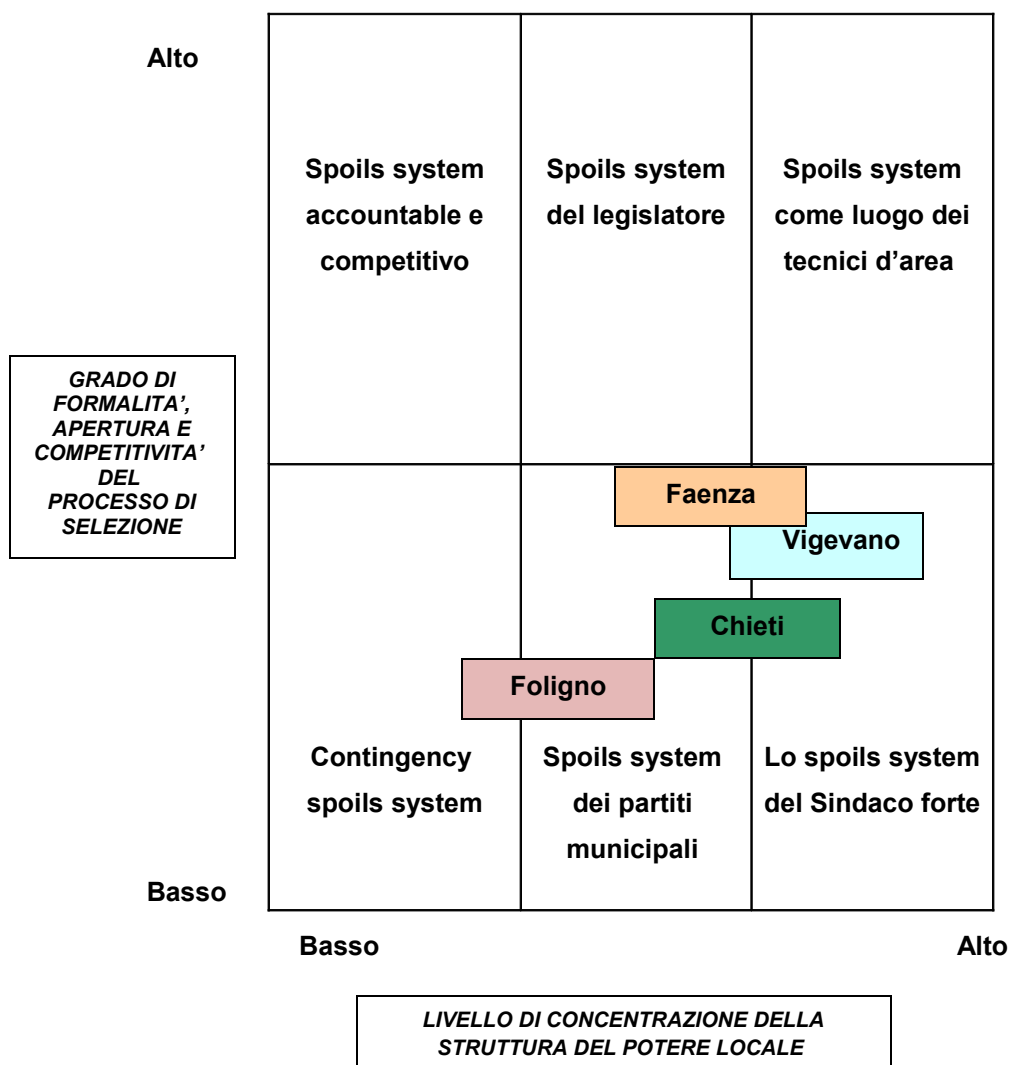 Alto
Spoils system
accountable e
competitivo
Spoils system
del legislatore
Spoils system
come luogo dei
tecnici d’area
GRADO DI
FORMALITA’,
APERTURA E
COMPETITIVITA’
DEL
PROCESSO DI
SELEZIONE
Faenza
Vigevano
Chieti
Foligno
Contingency
spoils system
Spoils system
dei partiti
municipali
Lo spoils system
del Sindaco forte
Basso
Basso
Alto
LIVELLO DI CONCENTRAZIONE DELLA
STRUTTURA DEL POTERE LOCALE